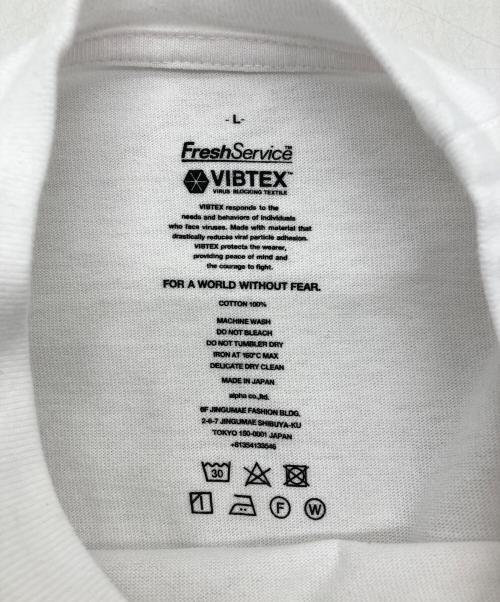 - L -
FreshService™
VIBTEX™
VIRUS BLOCKING TEXTILE
VIBTEX responds to the
needs and behaviors of individuals
who face viruses. Made with material that
drastically reduces viral particle adhesion.
VIBTEX protects the wearer,
providing peace of mind and
the courage to fight.
FOR A WORLD WITHOUT FEAR.
COTTON 100%
MACHINE WASH
DO NOT BLEACH
DO NOT TUMBLER DRY
IRON AT 160°C MAX
DELICATE DRY CLEAN
MADE IN JAPAN
alpha co.,ltd.
6F JINGUMAE FASHION BLDG.
2-6-7 JINGUMAE SHIBUYA-KU
TOKYO 150-0001 JAPAN
+81354133546
30
F W